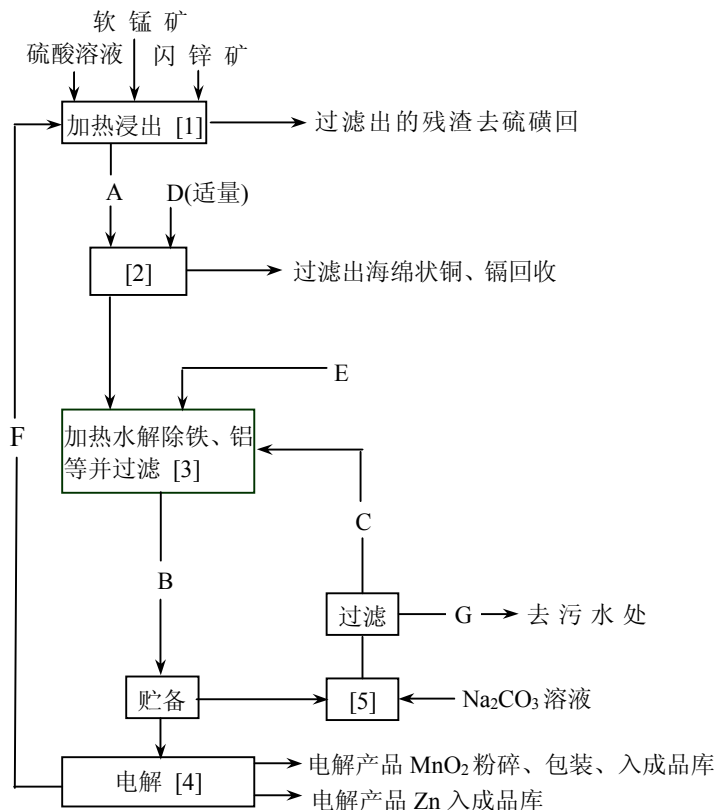 软 锰 矿
硫酸溶液 闪 锌 矿
加热浸出 [1]
过滤出的残渣去硫磺回
A
D(适量)
[2]
过滤出海绵状铜、镉回收
E
加热水解除铁、铝
等并过滤 [3]
F
C
B
过滤
G
去 污 水 处
贮备
[5]
Na₂CO₃溶液
电解 [4]
电解产品 MnO₂粉碎、包装、入成品库
电解产品 Zn 入成品库